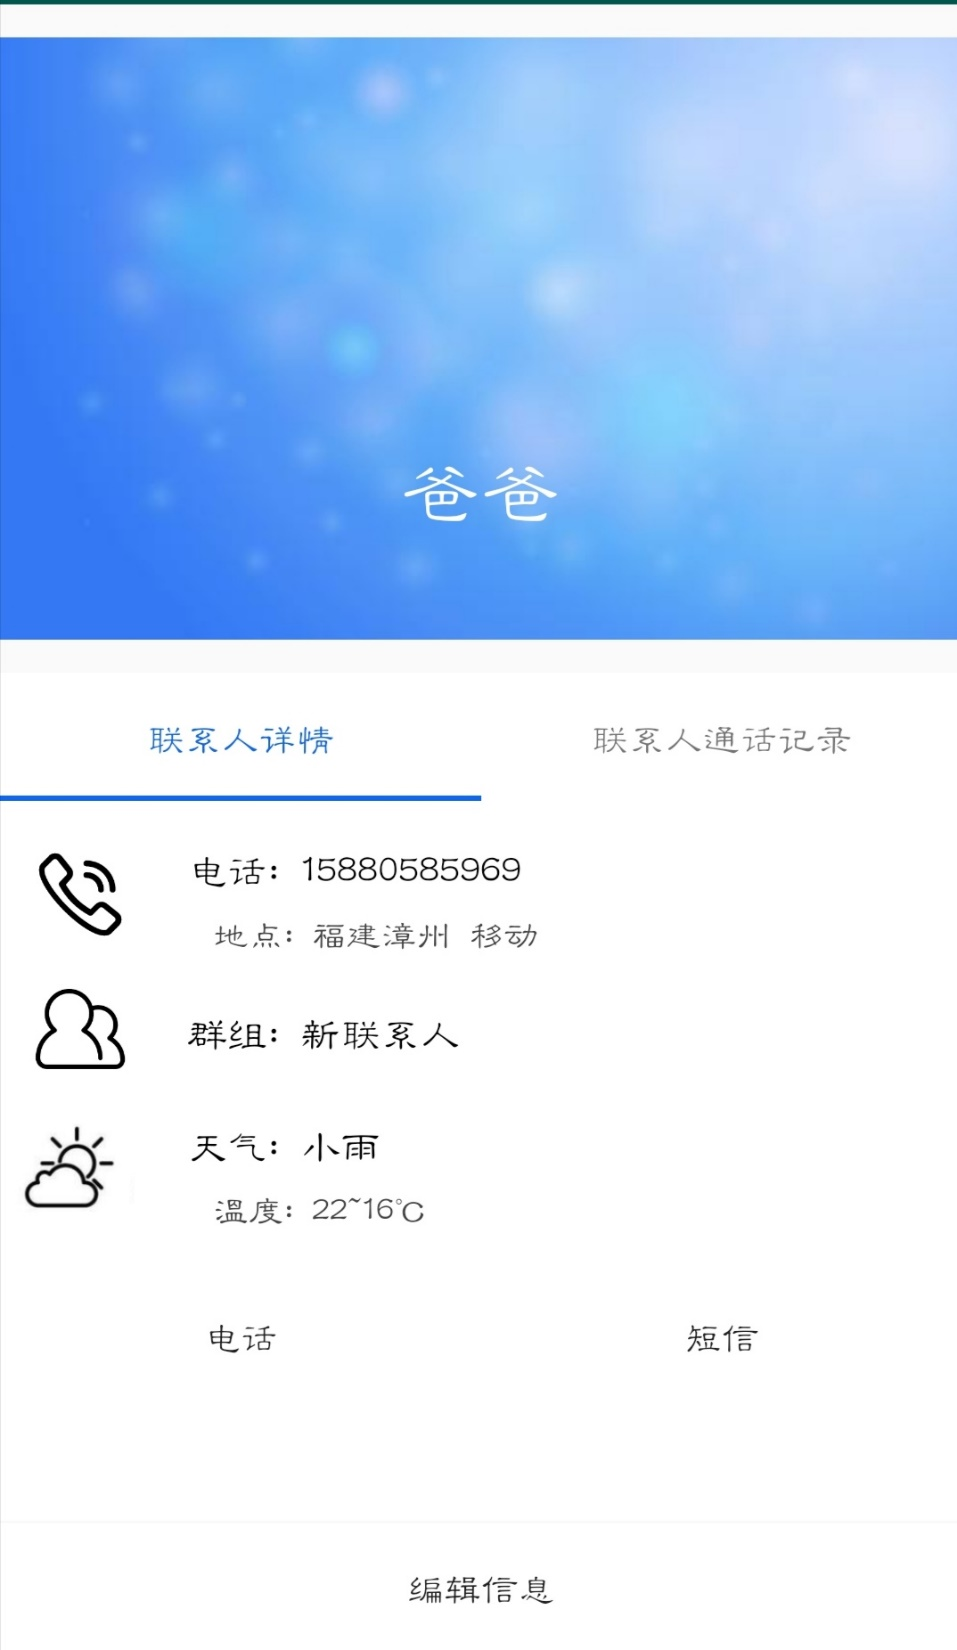 爸爸
联系人详情 联系人通话记录
电话：15880585969
地点：福建漳州 移动
群组：新联系人
天气：小雨
温度：22~16℃
电话 短信
编辑信息